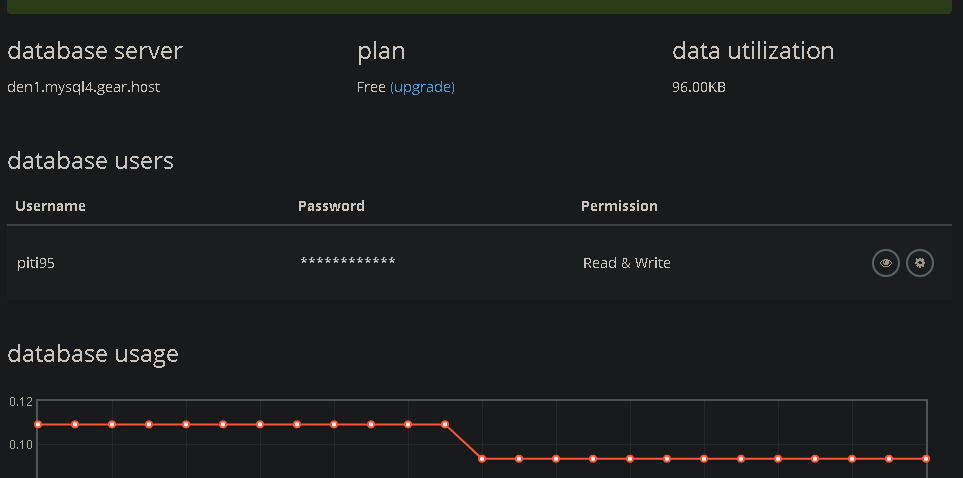 database server plan data utilization
den1.mysql4.gear.host Free (upgrade) 96.00KB
database users
Username Password Permission
piti95 ************ Read & Write
database usage
0.12
0.10